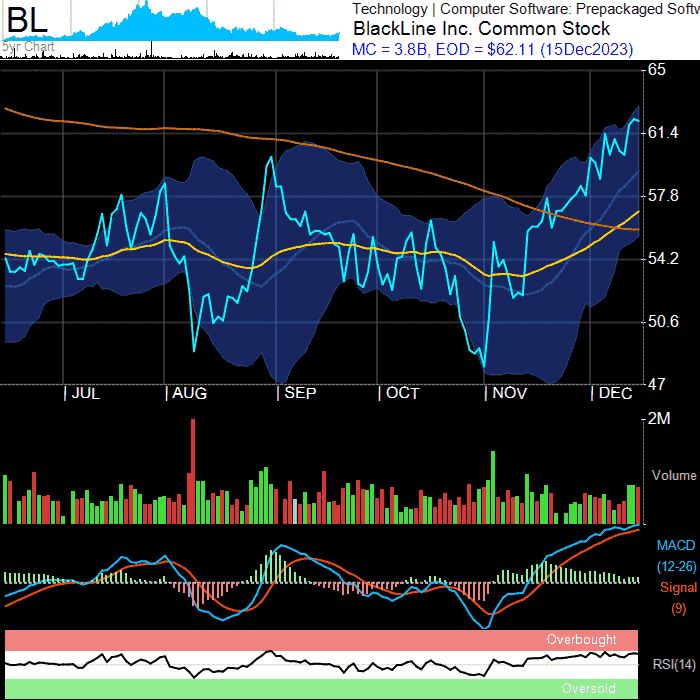 BL
Technology | Computer Software: Prepackaged Softw
BlackLine Inc. Common Stock
5yr Chart
MC = 3.8B, EOD = $62.11 (15Dec2023)
65
61.4
57.8
54.2
50.6
47
| JUL | AUG | SEP | OCT | NOV | DEC
2M
Volume
MACD
(12-26)
Signal
(9)
Overbought
RSI(14)
Oversold